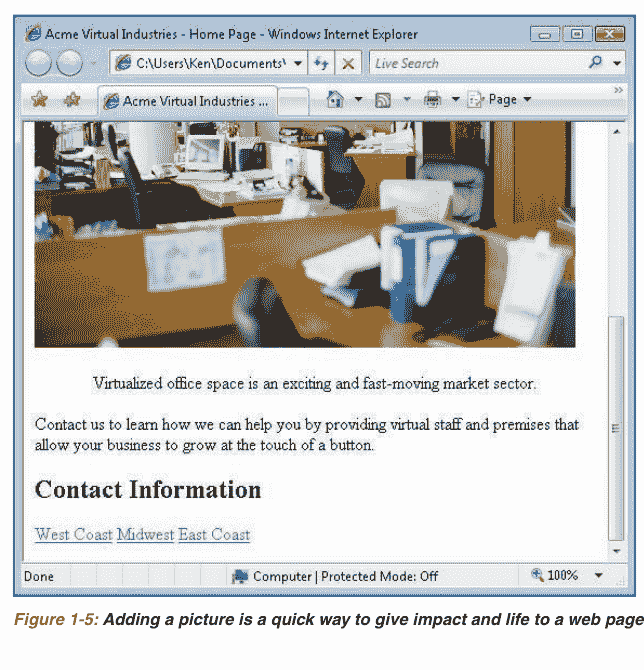 Acme Virtual Industries - Home Page - Windows Internet Explorer
C:\Users\Ken\Documents\
Live Search
Acme Virtual Industries ...
Page
Virtualized office space is an exciting and fast-moving market sector.
Contact us to learn how we can help you by providing virtual staff and premises that
allow your business to grow at the touch of a button.
Contact Information
West Coast Midwest East Coast
Done
Computer | Protected Mode: Off
100%
Figure 1-5: Adding a picture is a quick way to give impact and life to a web page